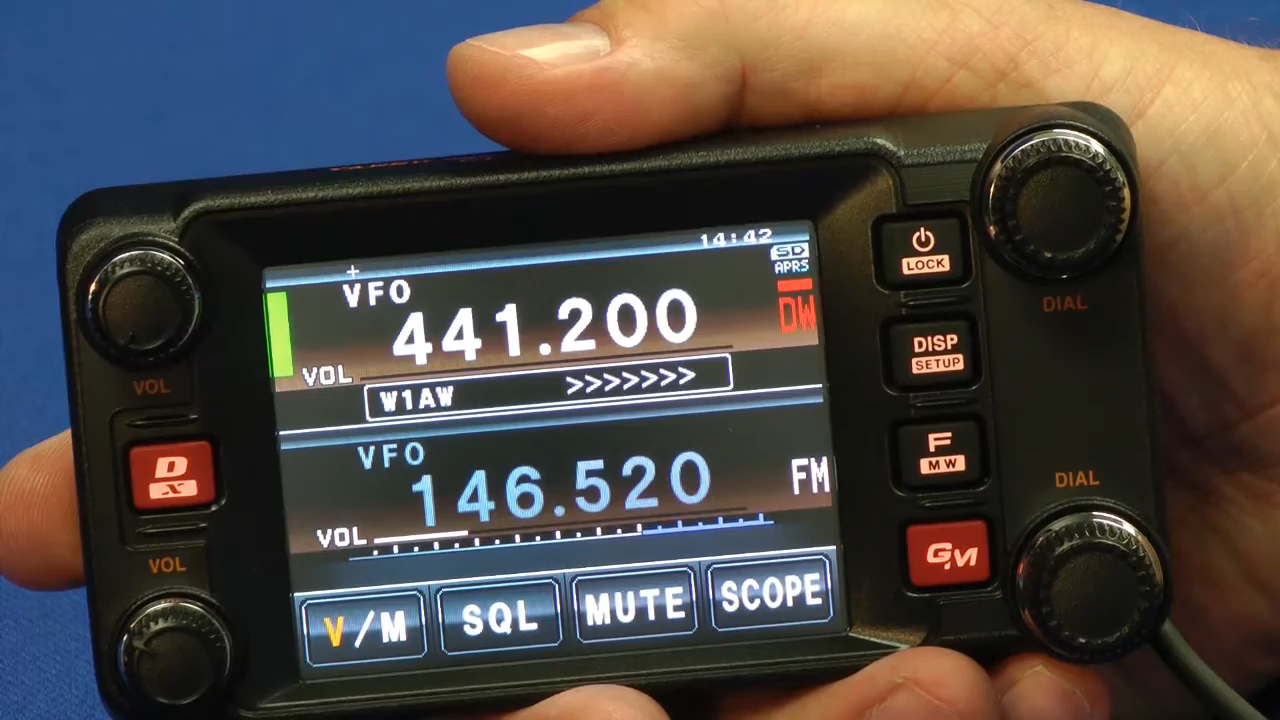 14:42
+
SD
APRS
VFO
441.200
DW
VOL
W1AW >>>>>>>
VFO
146.520
FM
VOL
V/M SQL MUTE SCOPE
VOL
D
X
VOL
LOCK
DISP
SETUP
F
MW
GM
DIAL
DIAL